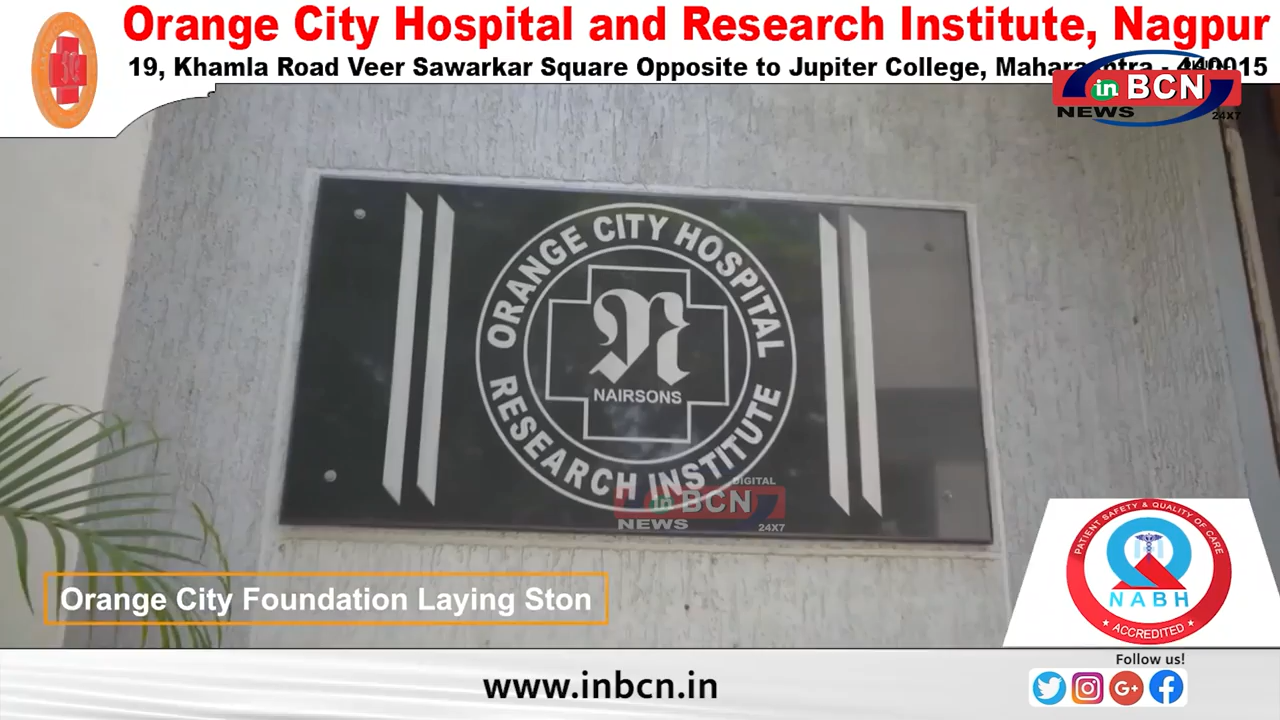 Orange City Hospital and Research Institute, Nagpur
19, Khamla Road Veer Sawarkar Square Opposite to Jupiter College, Maharashtra - 440015
in BCN
NEWS 24X7
ORANGE CITY HOSPITAL
N
NAIRSONS
RESEARCH INSTITUTE
DIGITAL
in BCN
NEWS 24X7
Orange City Foundation Laying Ston
PATIENT SAFETY & QUALITY OF CARE
NABH
ACCREDITED
Follow us!
www.inbcn.in